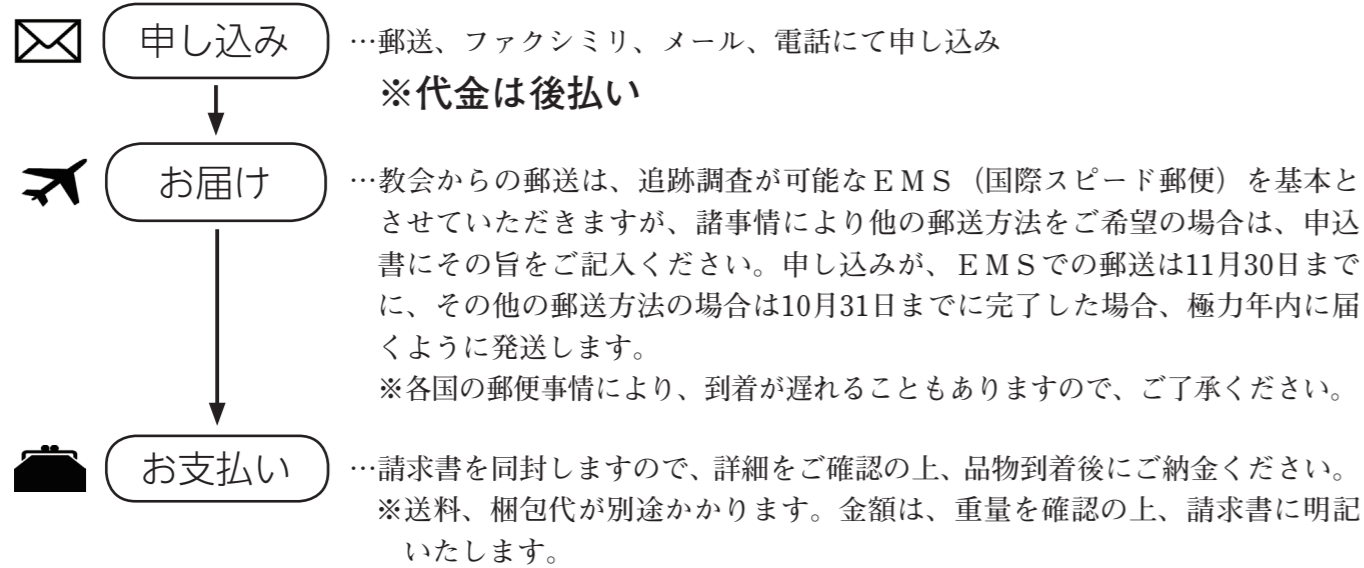 申し込み …郵送、ファクシミリ、メール、電話にて申し込み
※代金は後払い
お届け …教会からの郵送は、追跡調査が可能なＥＭＳ（国際スピード郵便）を基本と
させていただきますが、諸事情により他の郵送方法をご希望の場合は、申込
書にその旨をご記入ください。申し込みが、ＥＭＳでの郵送は11月30日まで
に、その他の郵送方法の場合は10月31日までに完了した場合、極力年内に届
くように発送します。
※各国の郵便事情により、到着が遅れることもありますので、ご了承ください。
お支払い …請求書を同封しますので、詳細をご確認の上、品物到着後にご納金ください。
※送料、梱包代が別途かかります。金額は、重量を確認の上、請求書に明記
いたします。